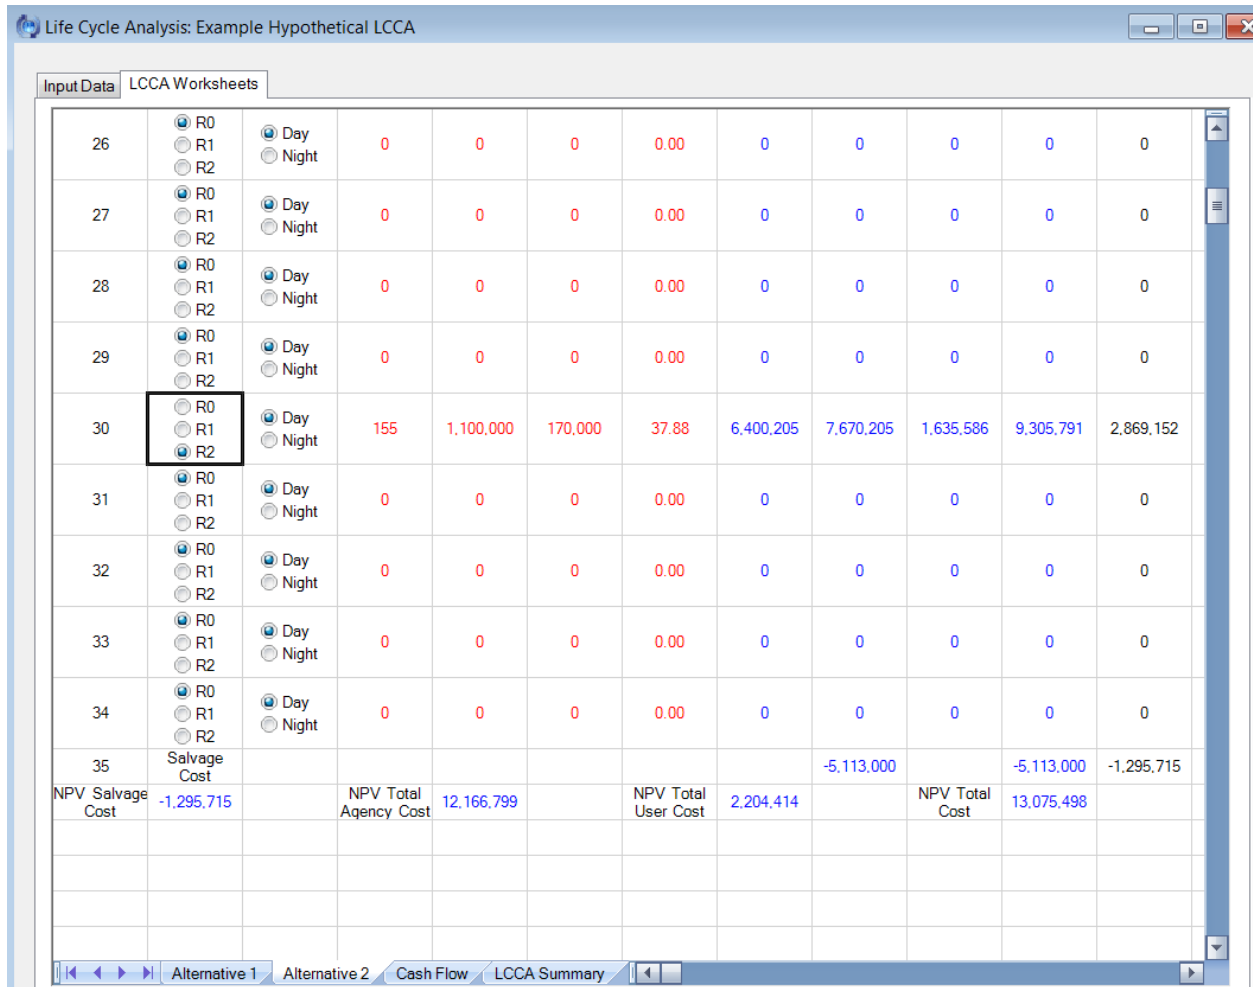 Life Cycle Analysis: Example Hypothetical LCCA
Input Data LCCA Worksheets
26 R0 R1 R2 Day Night 0 0 0 0.00 0 0 0 0 0
27 R0 R1 R2 Day Night 0 0 0 0.00 0 0 0 0 0
28 R0 R1 R2 Day Night 0 0 0 0.00 0 0 0 0 0
29 R0 R1 R2 Day Night 0 0 0 0.00 0 0 0 0 0
30 R0 R1 R2 Day Night 155 1,100,000 170,000 37.88 6,400,205 7,670,205 1,635,586 9,305,791 2,869,152
31 R0 R1 R2 Day Night 0 0 0 0.00 0 0 0 0 0
32 R0 R1 R2 Day Night 0 0 0 0.00 0 0 0 0 0
33 R0 R1 R2 Day Night 0 0 0 0.00 0 0 0 0 0
34 R0 R1 R2 Day Night 0 0 0 0.00 0 0 0 0 0
35 Salvage Cost -5,113,000 -5,113,000 -1,295,715
NPV Salvage Cost -1,295,715 NPV Total Agency Cost 12,166,799 NPV Total User Cost 2,204,414 NPV Total Cost 13,075,498
Alternative 1 Alternative 2 Cash Flow LCCA Summary